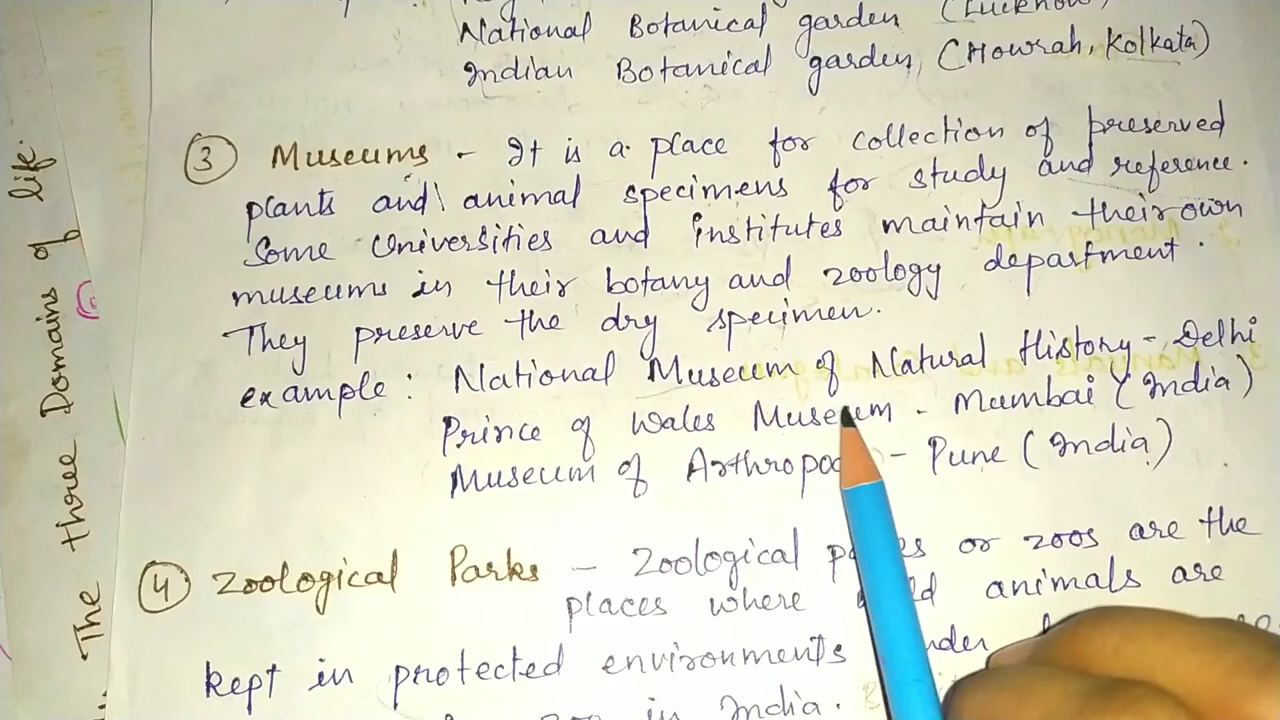 National Botanical garden (Lucknow,
Indian Botanical garden, (Howrah, Kolkata)
③ Museums - It is a place for collection of preserved
plants and animal specimens for study and reference.
Some Universities and institutes maintain their own
museums in their botany and zoology department.
They preserve the dry specimen.
example: National Museum of Natural History - Delhi
Prince of Wales Museum - Mumbai (India)
Museum of - Pune (India)
④ Zoological Parks - Zoological or zoos are the
places where animals are
kept in protected environments
in India.
The three Domains of life.